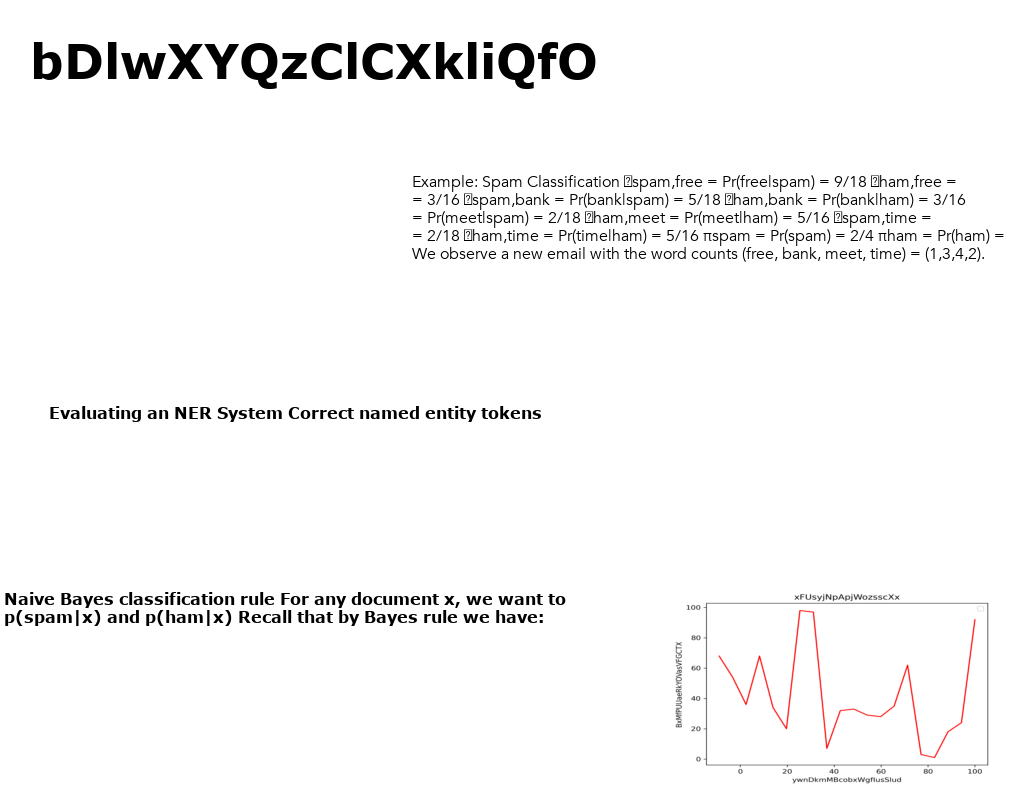 bDlwXYQzClCXkliQfO
Example: Spam Classification �spam,free = Pr(free|spam) = 9/18 �ham,free =
= 3/16 �spam,bank = Pr(bank|spam) = 5/18 �ham,bank = Pr(bank|ham) = 3/16
= Pr(meet|spam) = 2/18 �ham,meet = Pr(meet|ham) = 5/16 �spam,time =
= 2/18 �ham,time = Pr(time|ham) = 5/16 πspam = Pr(spam) = 2/4 πham = Pr(ham) =
We observe a new email with the word counts (free, bank, meet, time) = (1,3,4,2).
Evaluating an NER System Correct named entity tokens
Naive Bayes classification rule For any document x, we want to
p(spam|x) and p(ham|x) Recall that by Bayes rule we have:
xFUsyjNpApjWozsscXx
100
80
60
40
20
0
0 20 40 60 80 100